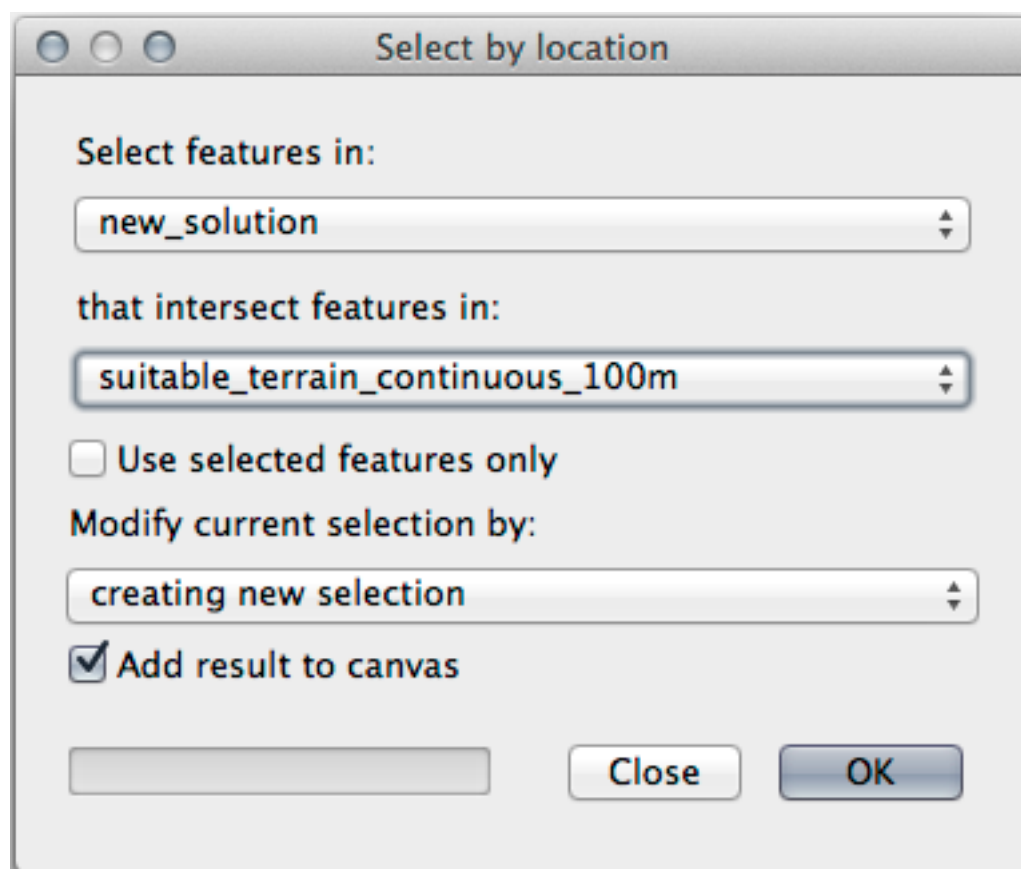 Select by location
Select features in:
new_solution
that intersect features in:
suitable_terrain_continuous_100m
Use selected features only
Modify current selection by:
creating new selection
Add result to canvas
Close OK